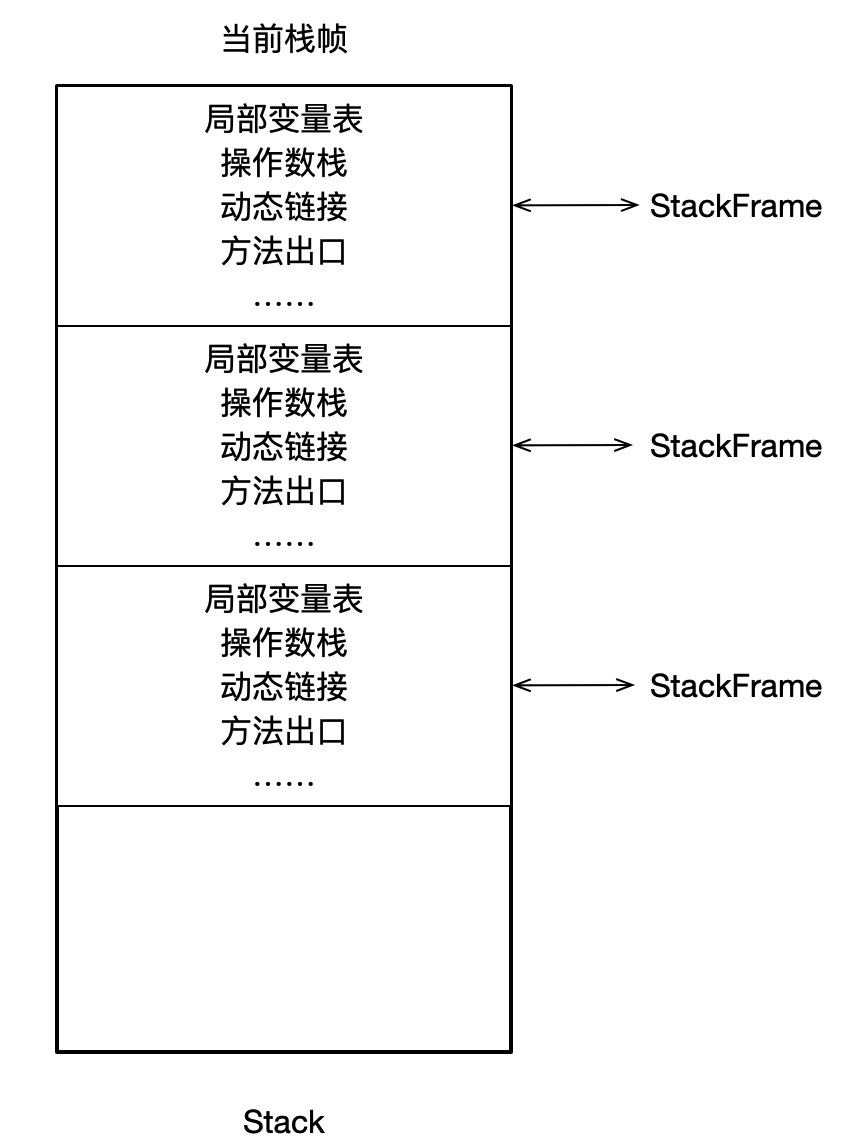 当前栈帧
局部变量表
操作数栈
动态链接
方法出口
……
StackFrame
局部变量表
操作数栈
动态链接
方法出口
……
StackFrame
局部变量表
操作数栈
动态链接
方法出口
……
StackFrame
Stack